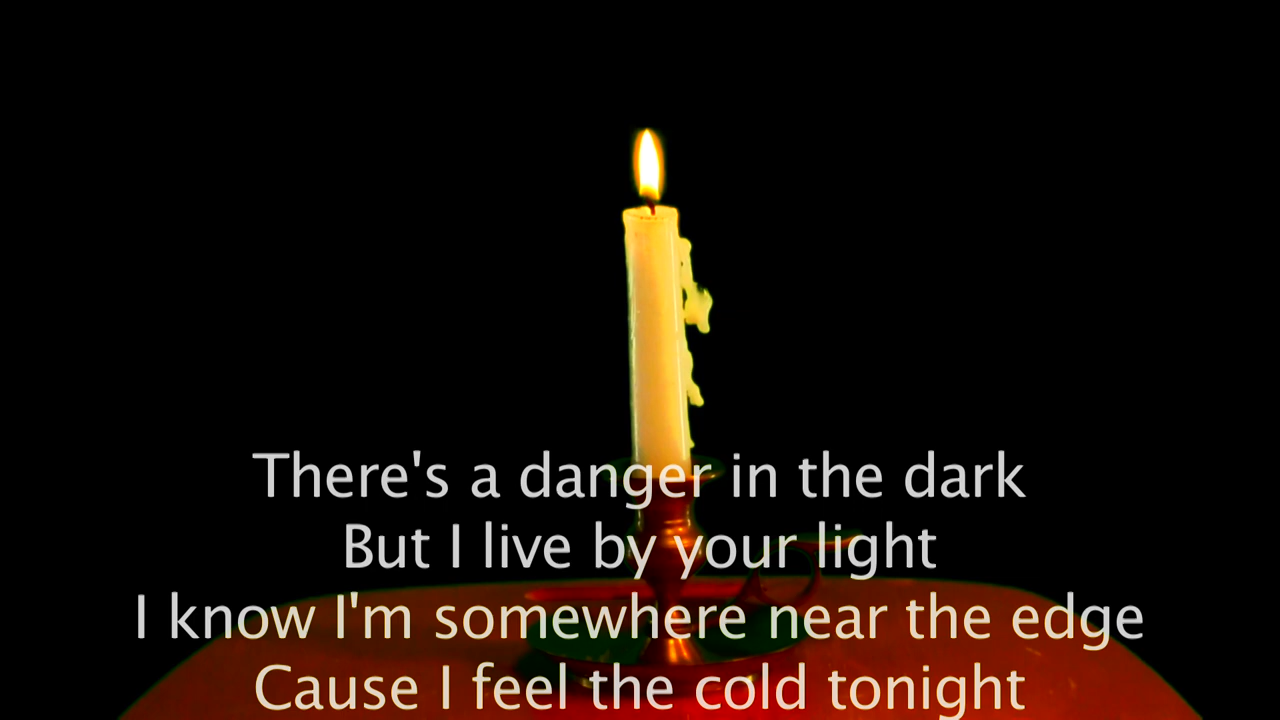 There's a danger in the dark
But I live by your light
I know I'm somewhere near the edge
Cause I feel the cold tonight